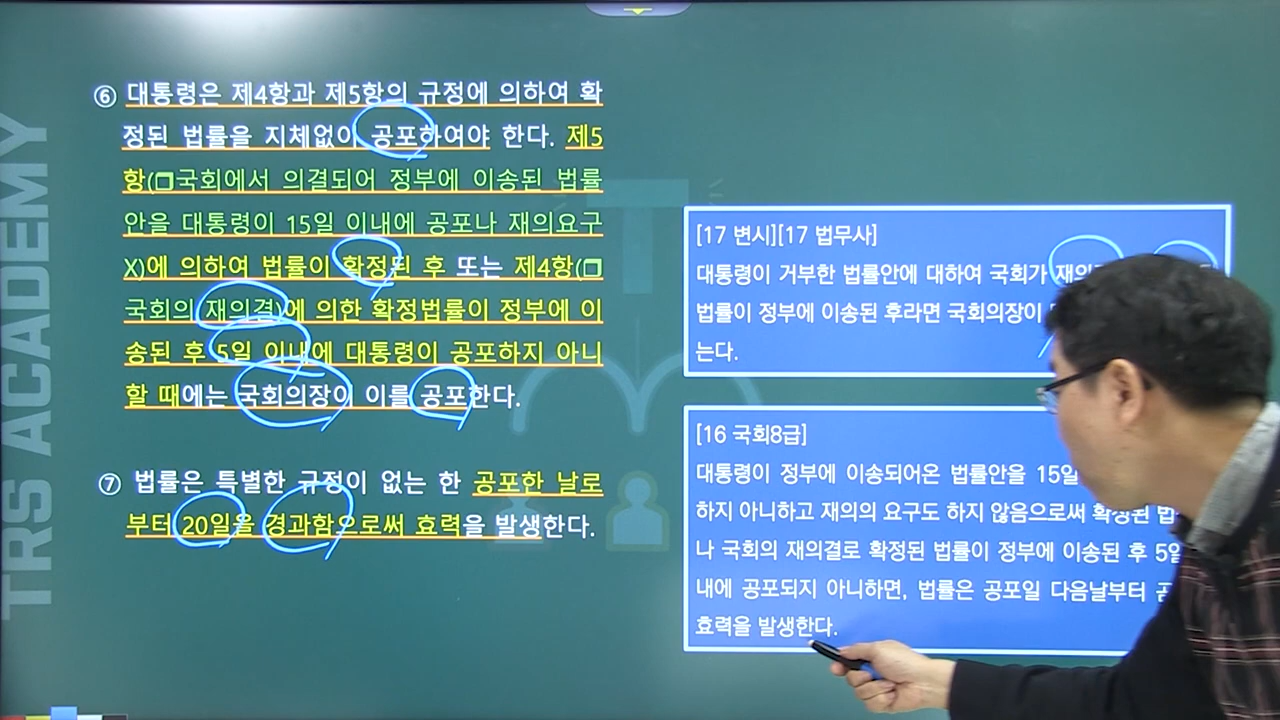 TRS ACADEMY
⑥ 대통령은 제4항과 제5항의 규정에 의하여 확
정된 법률을 지체없이 공포하여야 한다. 제5
항(❒국회에서 의결되어 정부에 이송된 법률
안을 대통령이 15일 이내에 공포나 재의요구
X)에 의하여 법률이 확정된 후 또는 제4항(❒
국회의 재의결)에 의한 확정법률이 정부에 이
송된 후 5일 이내에 대통령이 공포하지 아니
할 때에는 국회의장이 이를 공포한다.
⑦ 법률은 특별한 규정이 없는 한 공포한 날로
부터 20일을 경과함으로써 효력을 발생한다.
[17 변시][17 법무사]
대통령이 거부한 법률안에 대하여 국회가
법률이 정부에 이송된 후라면 국회의장이
는다.
[16 국회8급]
대통령이 정부에 이송되어온 법률안을 15일
하지 아니하고 재의의 요구도 하지 않음으로써 확정된
나 국회의 재의결로 확정된 법률이 정부에 이송된 후
내에 공포되지 아니하면, 법률은 공포일 다음날부터
효력을 발생한다.